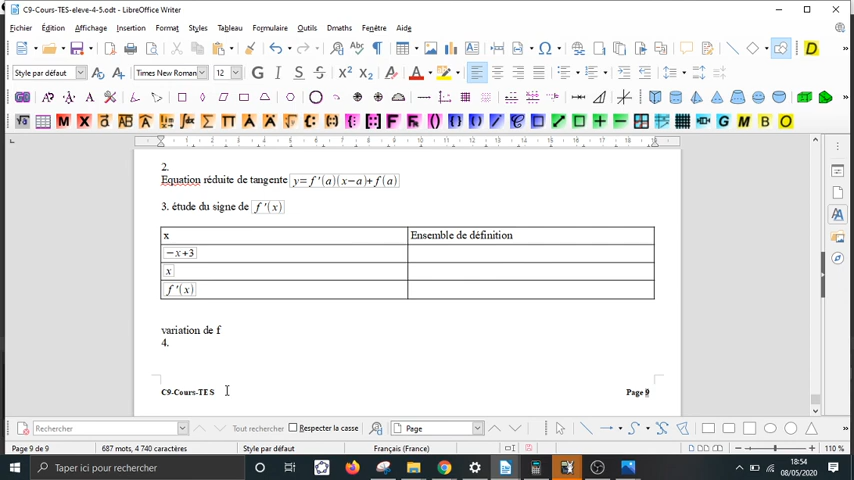 C9-Cours-TES-eleve-4-5.odt - LibreOffice Writer
Fichier Édition Affichage Insertion Format Styles Tableau Formulaire Outils Dmaths Fenêtre Aide
Style par défaut Times New Roman 12
2.
Equation réduite de tangente y=f'(a)(x−a)+f(a)
3. étude du signe de f'(x)
x Ensemble de définition
−x+3
x
f'(x)
variation de f
4.
C9-Cours-TES Page 9
Rechercher Tout rechercher Respecter la casse Page
Page 9 de 9 687 mots, 4 740 caractères Style par défaut Français (France) 110 %
Taper ici pour rechercher 18:54
08/05/2020